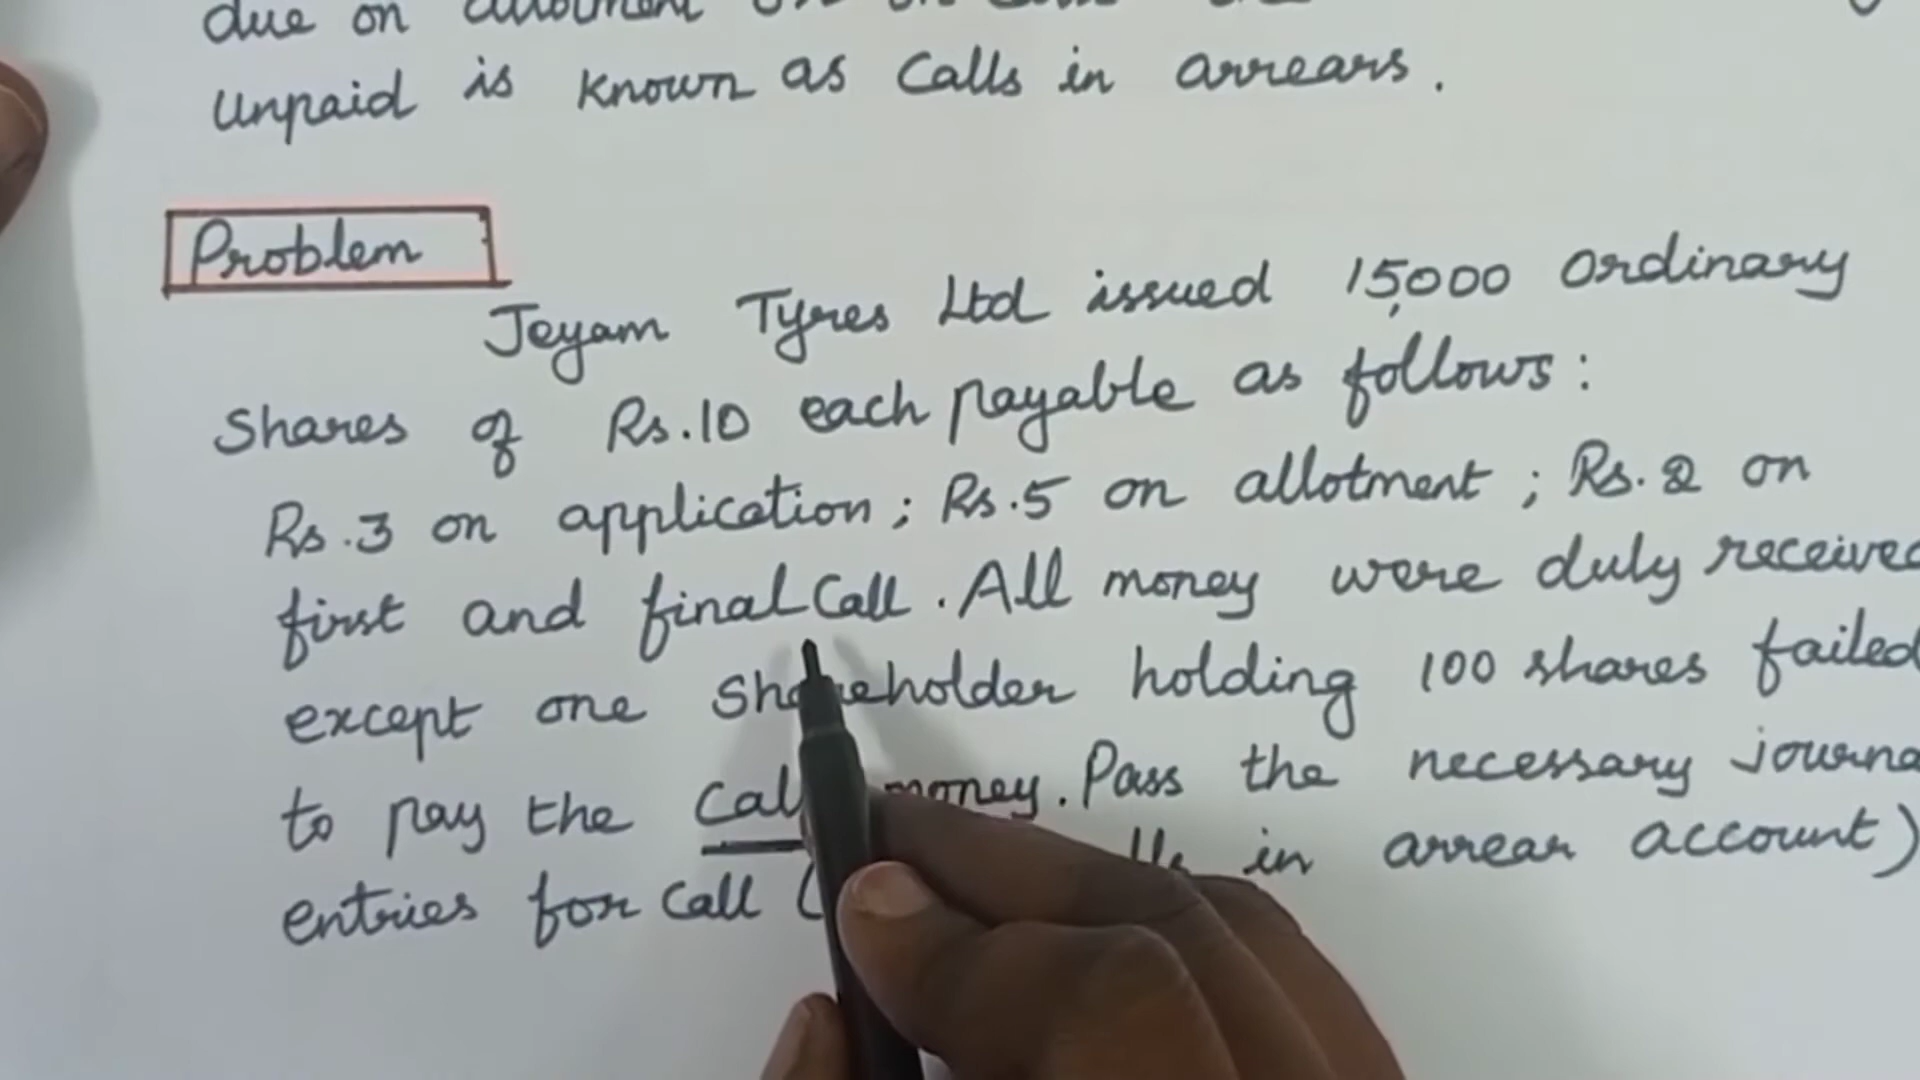 due on allotment
unpaid is known as Calls in arrears.
Problem
Jeyam Tyres Ltd issued 15,000 ordinary
Shares of Rs.10 each payable as follows:
Rs.3 on application; Rs.5 on allotment; Rs.2 on
first and final Call. All money were duly receive
except one Shareholder holding 100 shares failed
to pay the Call money. Pass the necessary journa
entries for Call ( in arrear account)